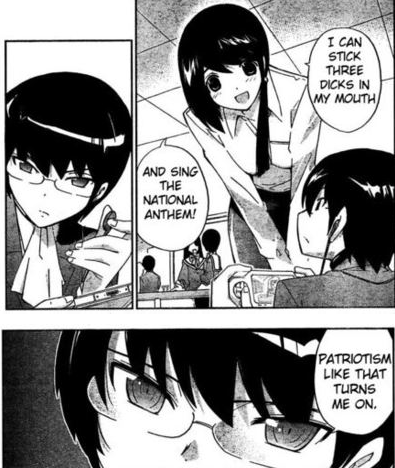 I CAN
STICK
THREE
DICKS IN
MY MOUTH
AND SING
THE
NATIONAL
ANTHEM!
PATRIOTISM
LIKE THAT
TURNS
ME ON.